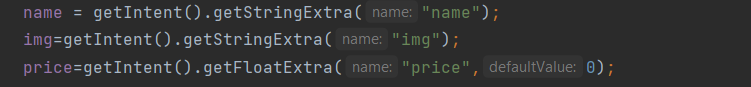 name = getIntent().getStringExtra( name: "name");
img=getIntent().getStringExtra( name: "img");
price=getIntent().getFloatExtra( name: "price", defaultValue: 0);